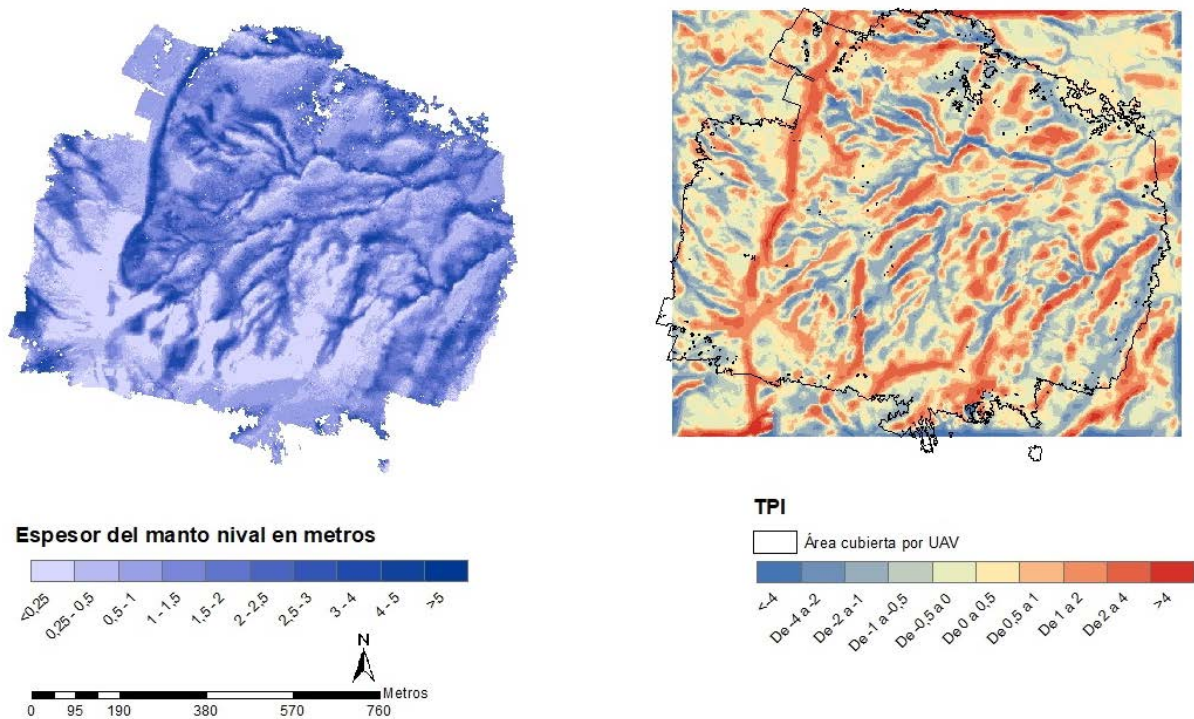 Espesor del manto nival en metros
<0,25
0,25 - 0,5
0,5 - 1
1 - 1,5
1,5 - 2
2 - 2,5
2,5 - 3
3 - 4
4 - 5
>5
N
Metros
0 95 190 380 570 760
TPI
Área cubierta por UAV
<-4
De -4 a -2
De -2 a -1
De -1 a -0,5
De -0,5 a 0
De 0 a 0,5
De 0,5 a 1
De 1 a 2
De 2 a 4
>4